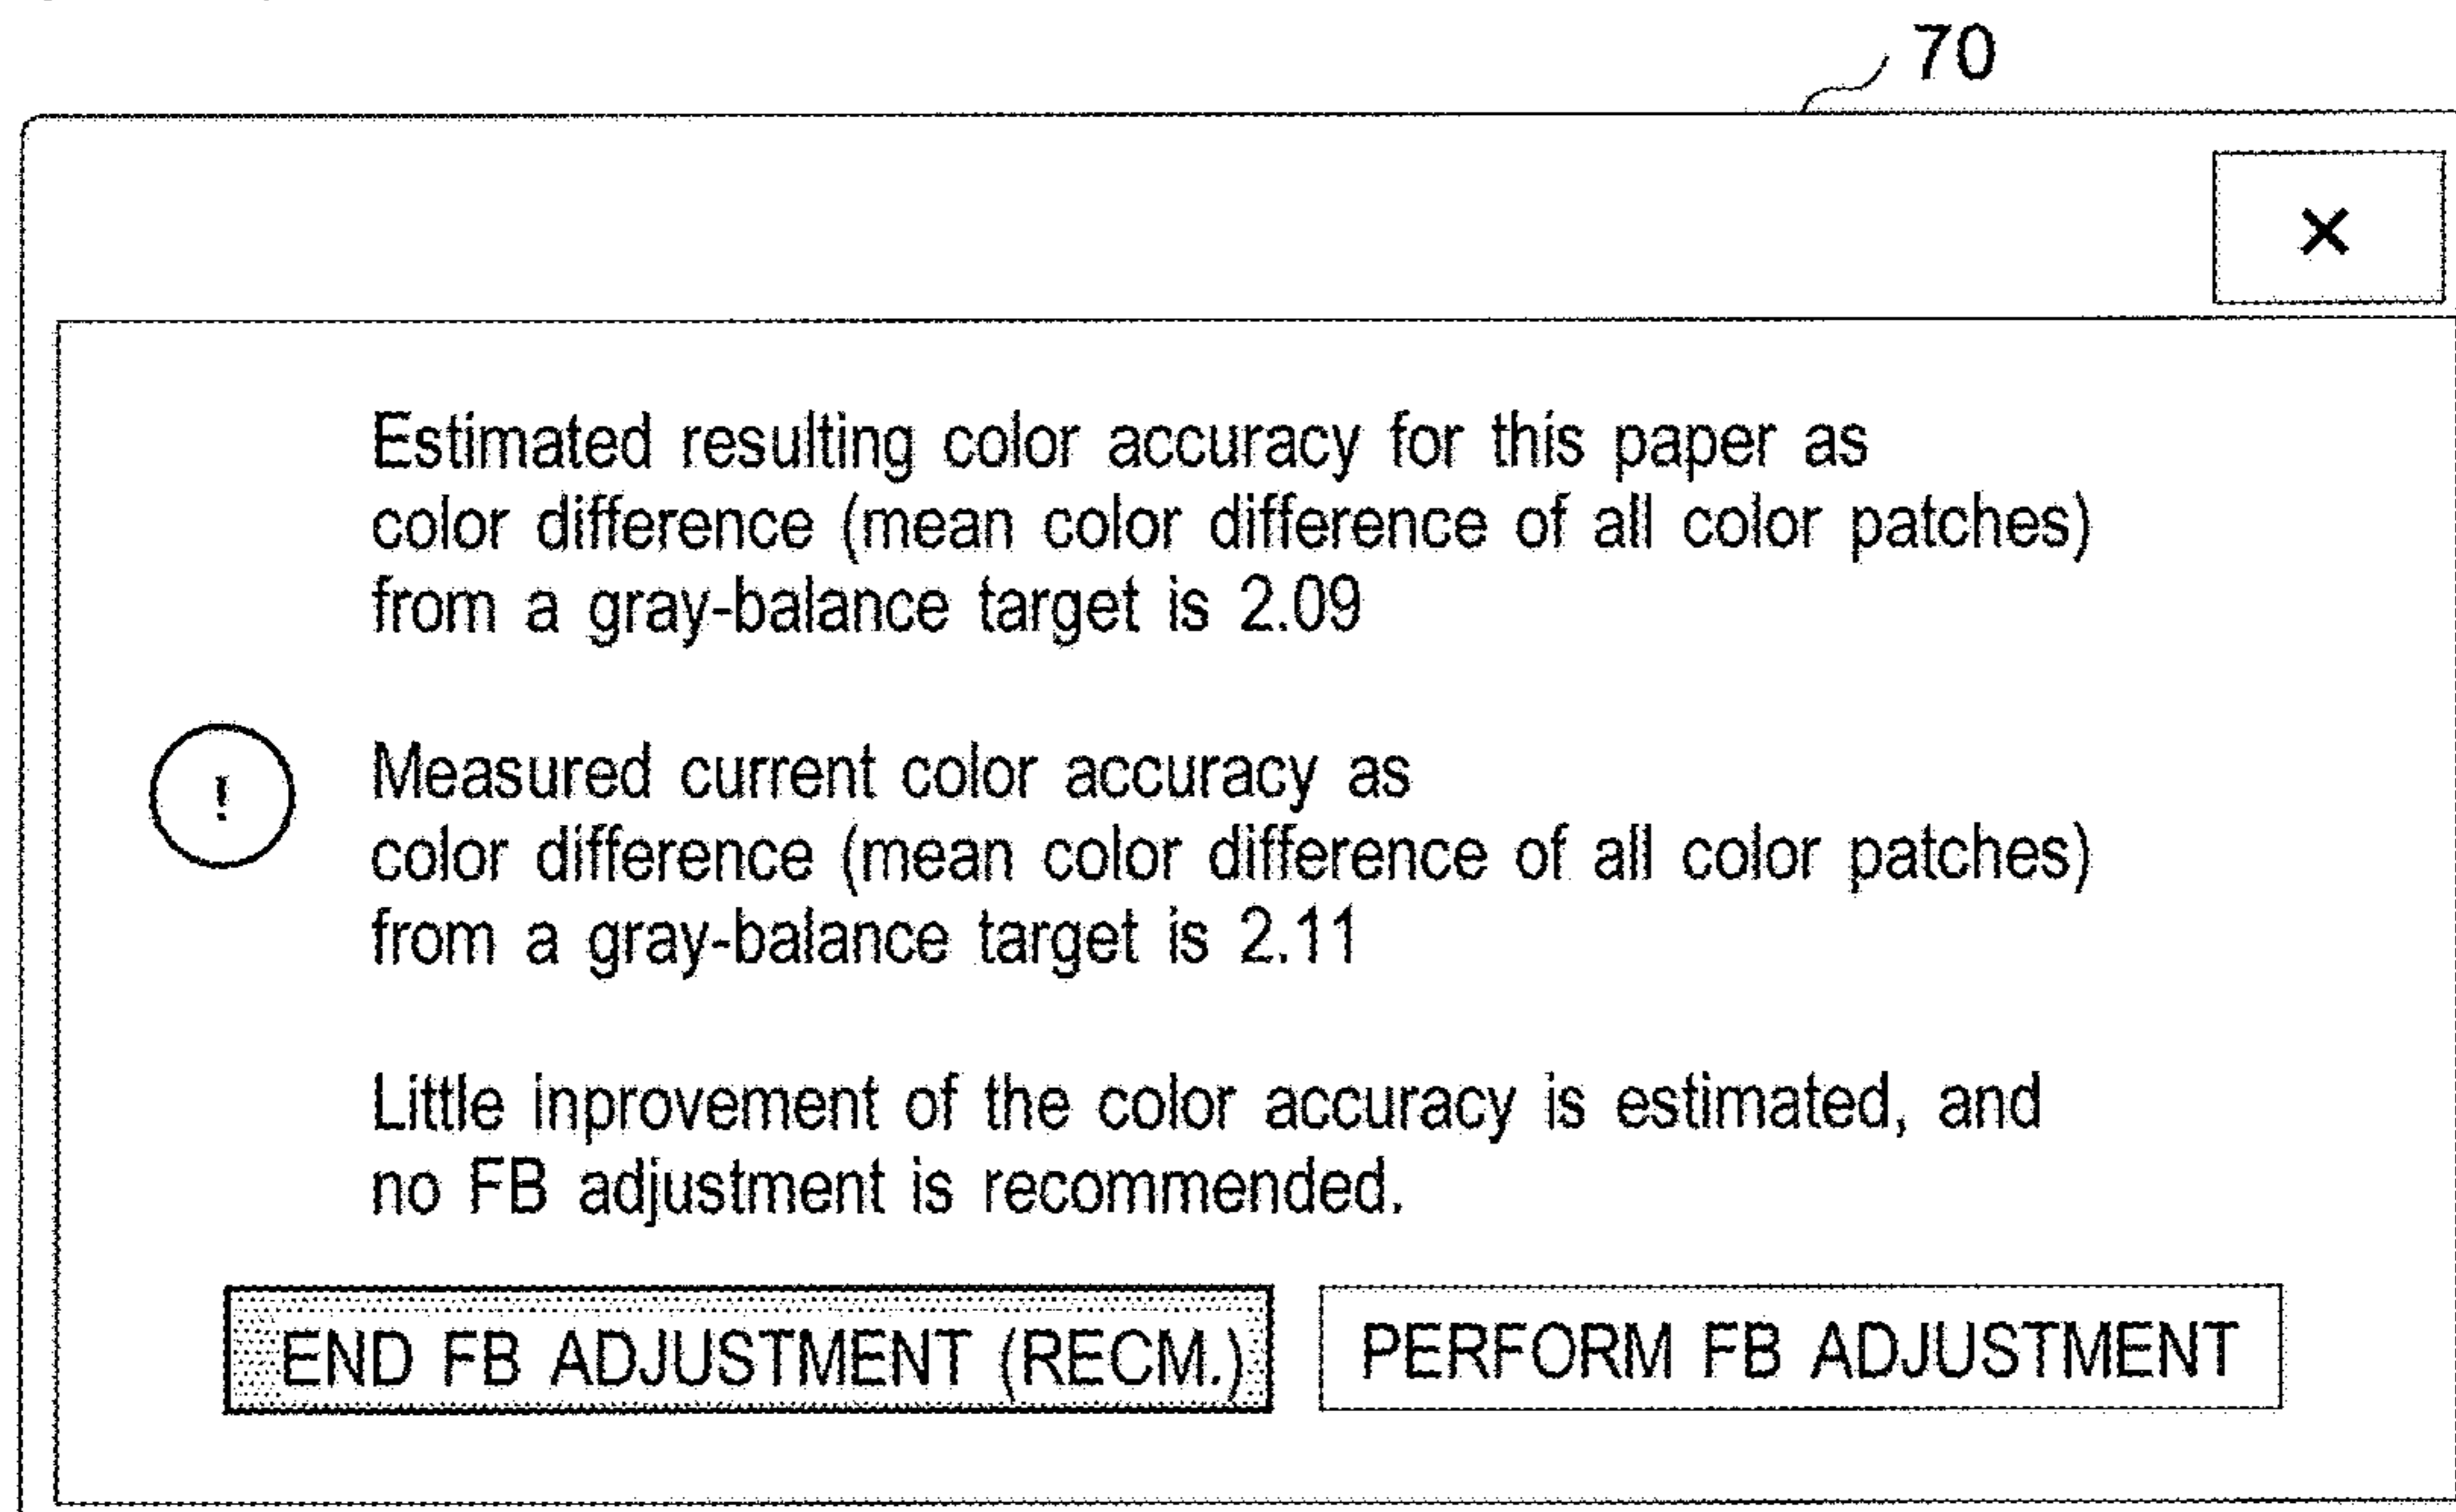 70
×
Estimated resulting color accuracy for this paper as
color difference (mean color difference of all color patches)
from a gray-balance target is 2.09
!
Measured current color accuracy as
color difference (mean color difference of all color patches)
from a gray-balance target is 2.11
Little inprovement of the color accuracy is estimated, and
no FB adjustment is recommended.
END FB ADJUSTMENT (RECM.)
PERFORM FB ADJUSTMENT